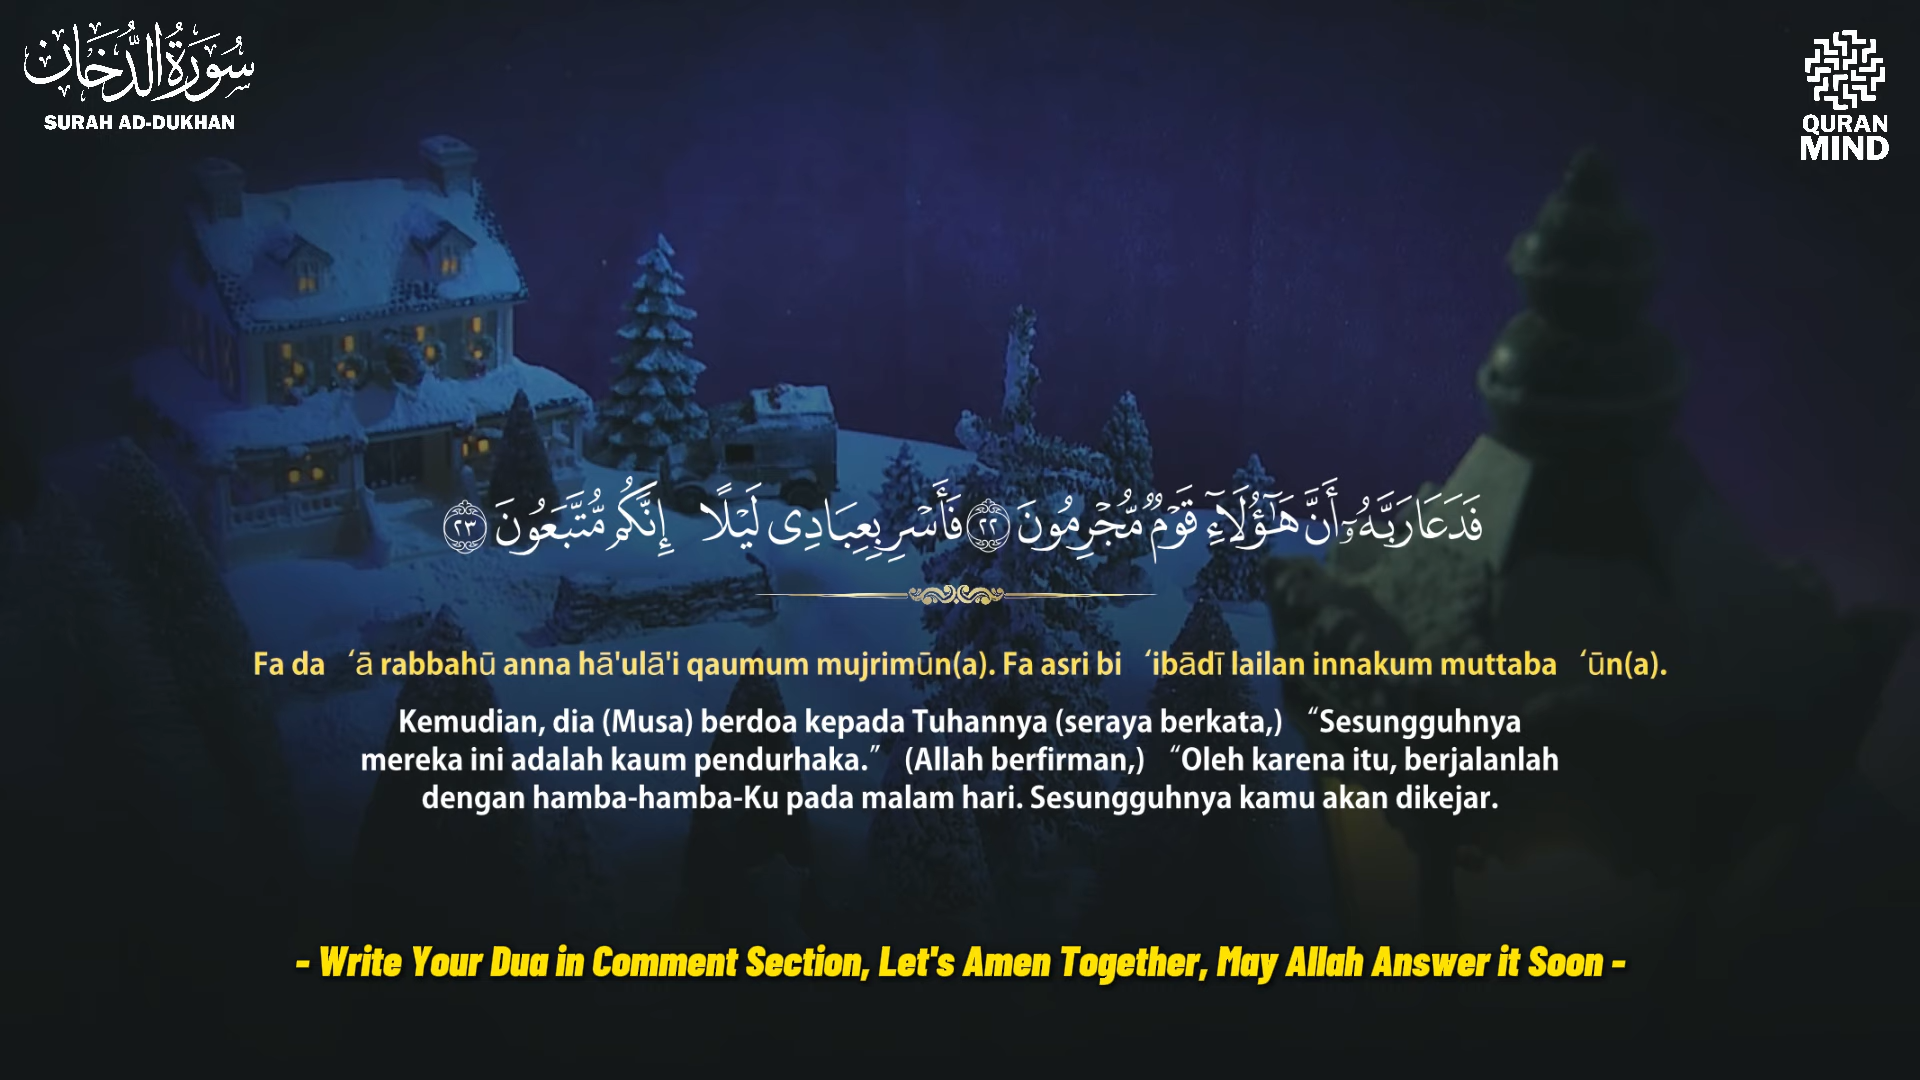 سُورَةُ الدُّخَان
SURAH AD-DUKHAN
QURAN
MIND
فَدَعَا رَبَّهُۥٓ أَنَّ هَـٰٓؤُلَآءِ قَوْمٌ مُّجْرِمُونَ ٢٢ فَأَسْرِ بِعِبَادِى لَيْلًا إِنَّكُم مُّتَّبَعُونَ ٢٣
Fa da ‘ā rabbahū anna hā'ulā'i qaumum mujrimūn(a). Fa asri bi ‘ibādī lailan innakum muttaba ‘ūn(a).
Kemudian, dia (Musa) berdoa kepada Tuhannya (seraya berkata,) “Sesungguhnya
mereka ini adalah kaum pendurhaka.” (Allah berfirman,) “Oleh karena itu, berjalanlah
dengan hamba-hamba-Ku pada malam hari. Sesungguhnya kamu akan dikejar.
- Write Your Dua in Comment Section, Let's Amen Together, May Allah Answer it Soon -